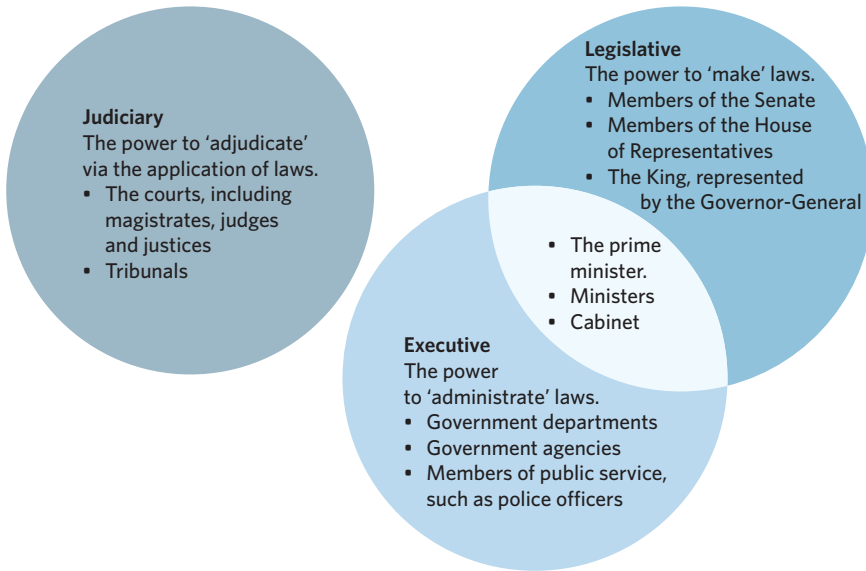 Judiciary
The power to ‘adjudicate’
via the application of laws.
▪ The courts, including
magistrates, judges
and justices
▪ Tribunals
Legislative
The power to ‘make’ laws.
▪ Members of the Senate
▪ Members of the House
of Representatives
▪ The King, represented
by the Governor-General
▪ The prime
minister.
▪ Ministers
▪ Cabinet
Executive
The power
to ‘administrate’ laws.
▪ Government departments
▪ Government agencies
▪ Members of public service,
such as police officers